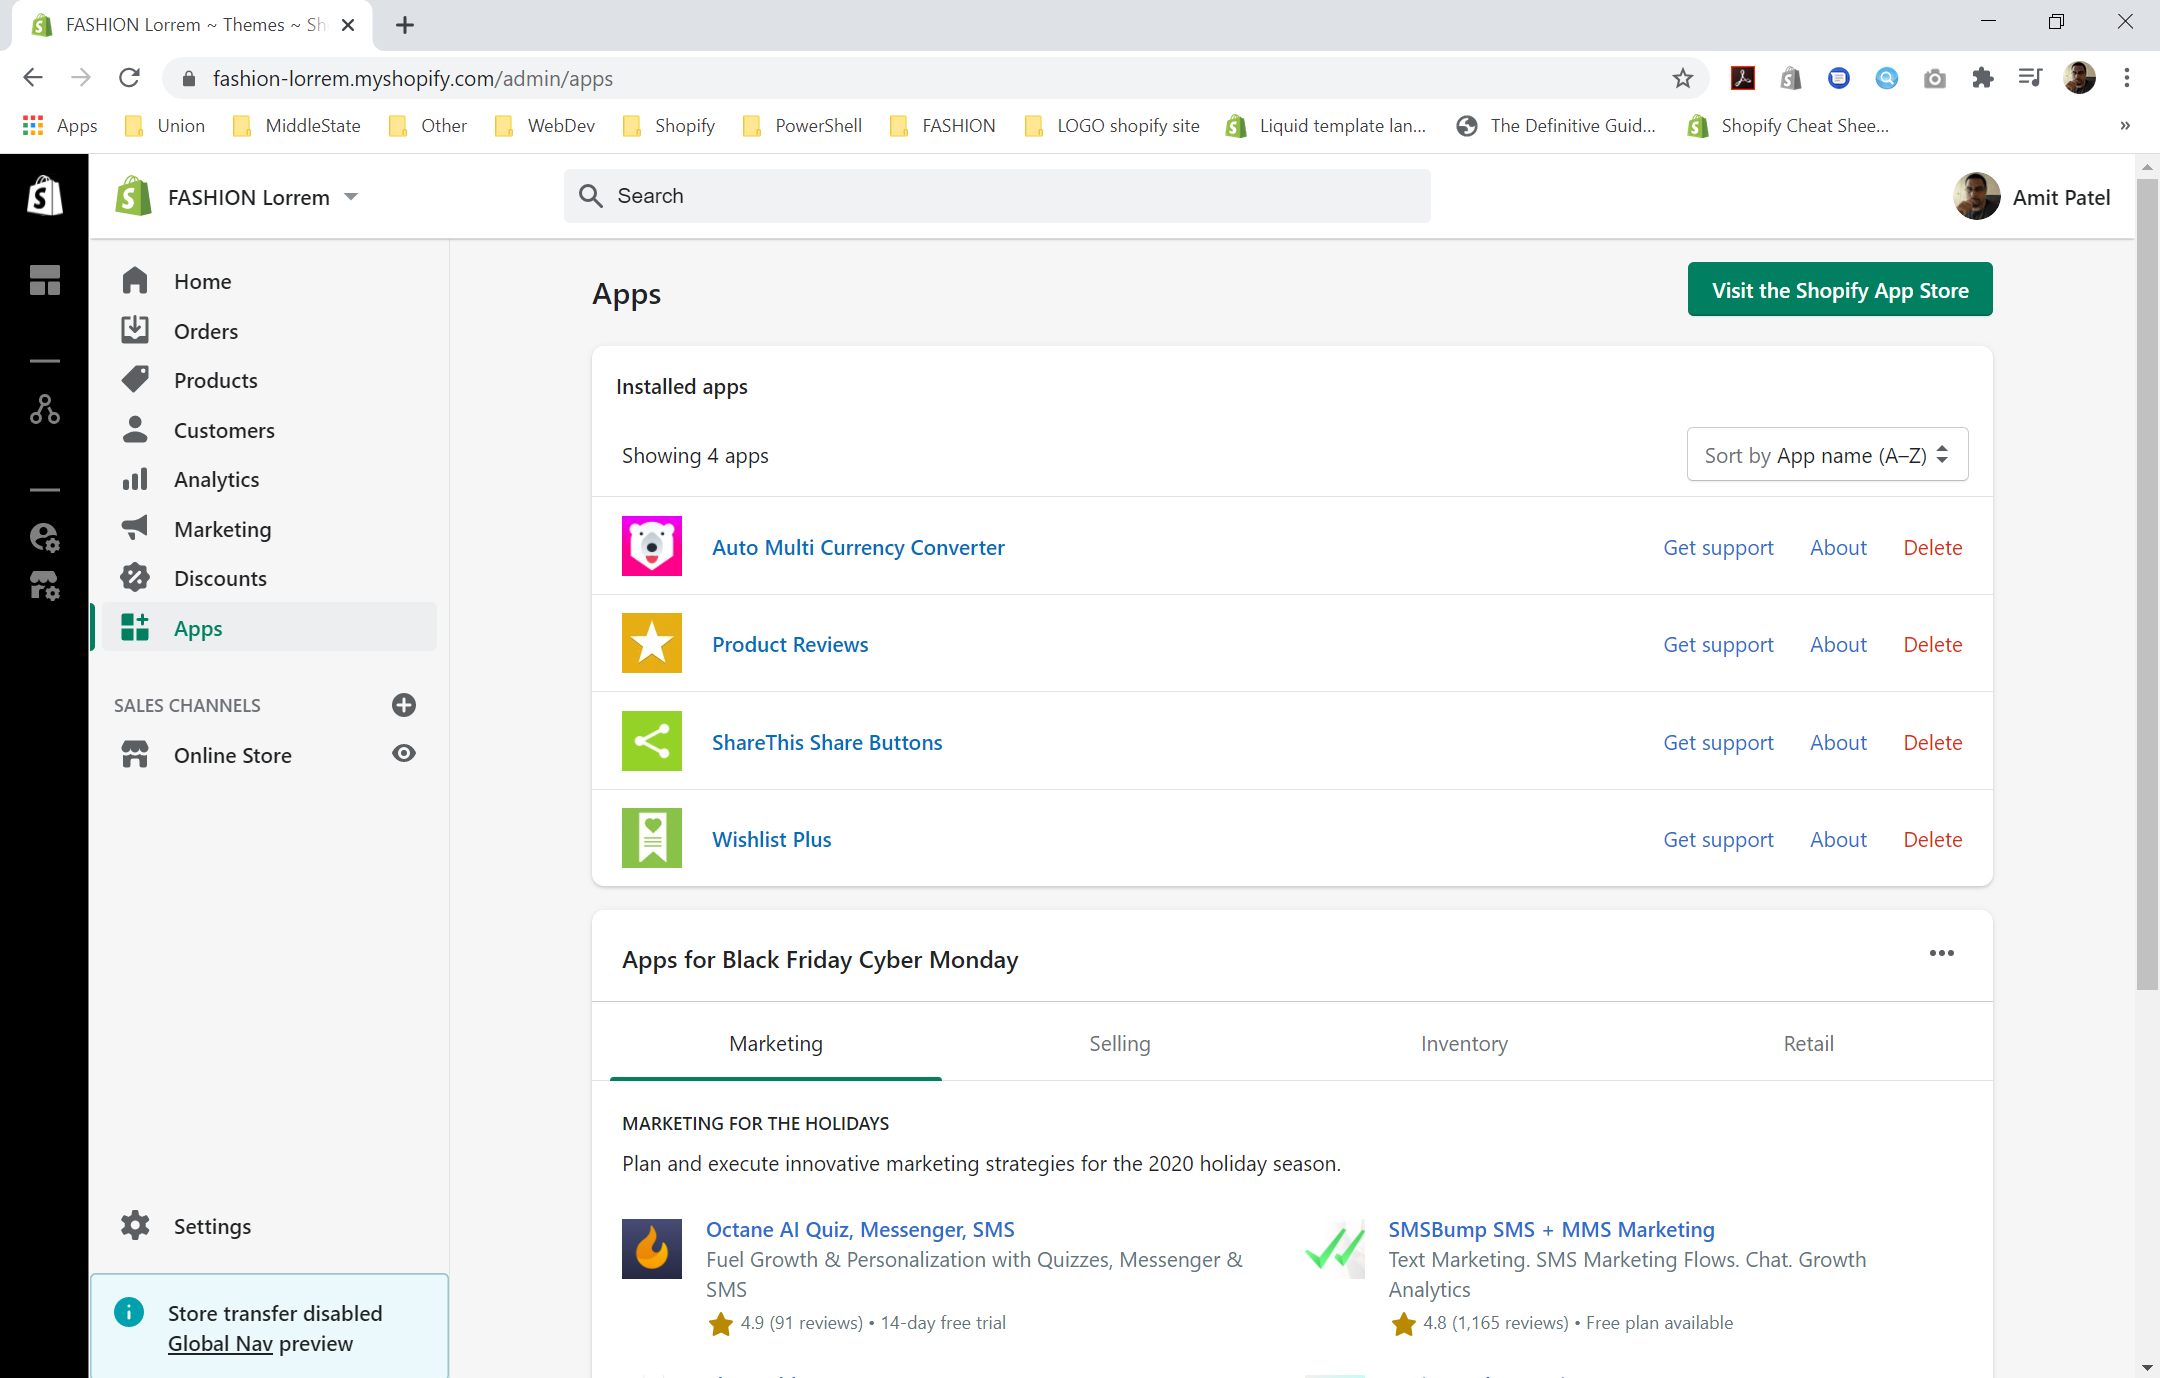 FASHION Lorrem ~ Themes ~ Sh
fashion-lorrem.myshopify.com/admin/apps
Apps
Union
MiddleState
Other
WebDev
Shopify
PowerShell
FASHION
LOGO shopify site
Liquid template lan...
The Definitive Guid...
Shopify Cheat Shee...
»
FASHION Lorrem
Search
Amit Patel
Home
Orders
Products
Customers
Analytics
Marketing
Discounts
Apps
SALES CHANNELS
Online Store
Settings
Store transfer disabled
Global Nav preview
Apps
Visit the Shopify App Store
Installed apps
Showing 4 apps
Sort by App name (A–Z)
Auto Multi Currency Converter
Get support About Delete
Product Reviews
Get support About Delete
ShareThis Share Buttons
Get support About Delete
Wishlist Plus
Get support About Delete
Apps for Black Friday Cyber Monday
Marketing
Selling
Inventory
Retail
MARKETING FOR THE HOLIDAYS
Plan and execute innovative marketing strategies for the 2020 holiday season.
Octane AI Quiz, Messenger, SMS
Fuel Growth & Personalization with Quizzes, Messenger &
SMS
4.9 (91 reviews) • 14-day free trial
SMSBump SMS + MMS Marketing
Text Marketing. SMS Marketing Flows. Chat. Growth
Analytics
4.8 (1,165 reviews) • Free plan available